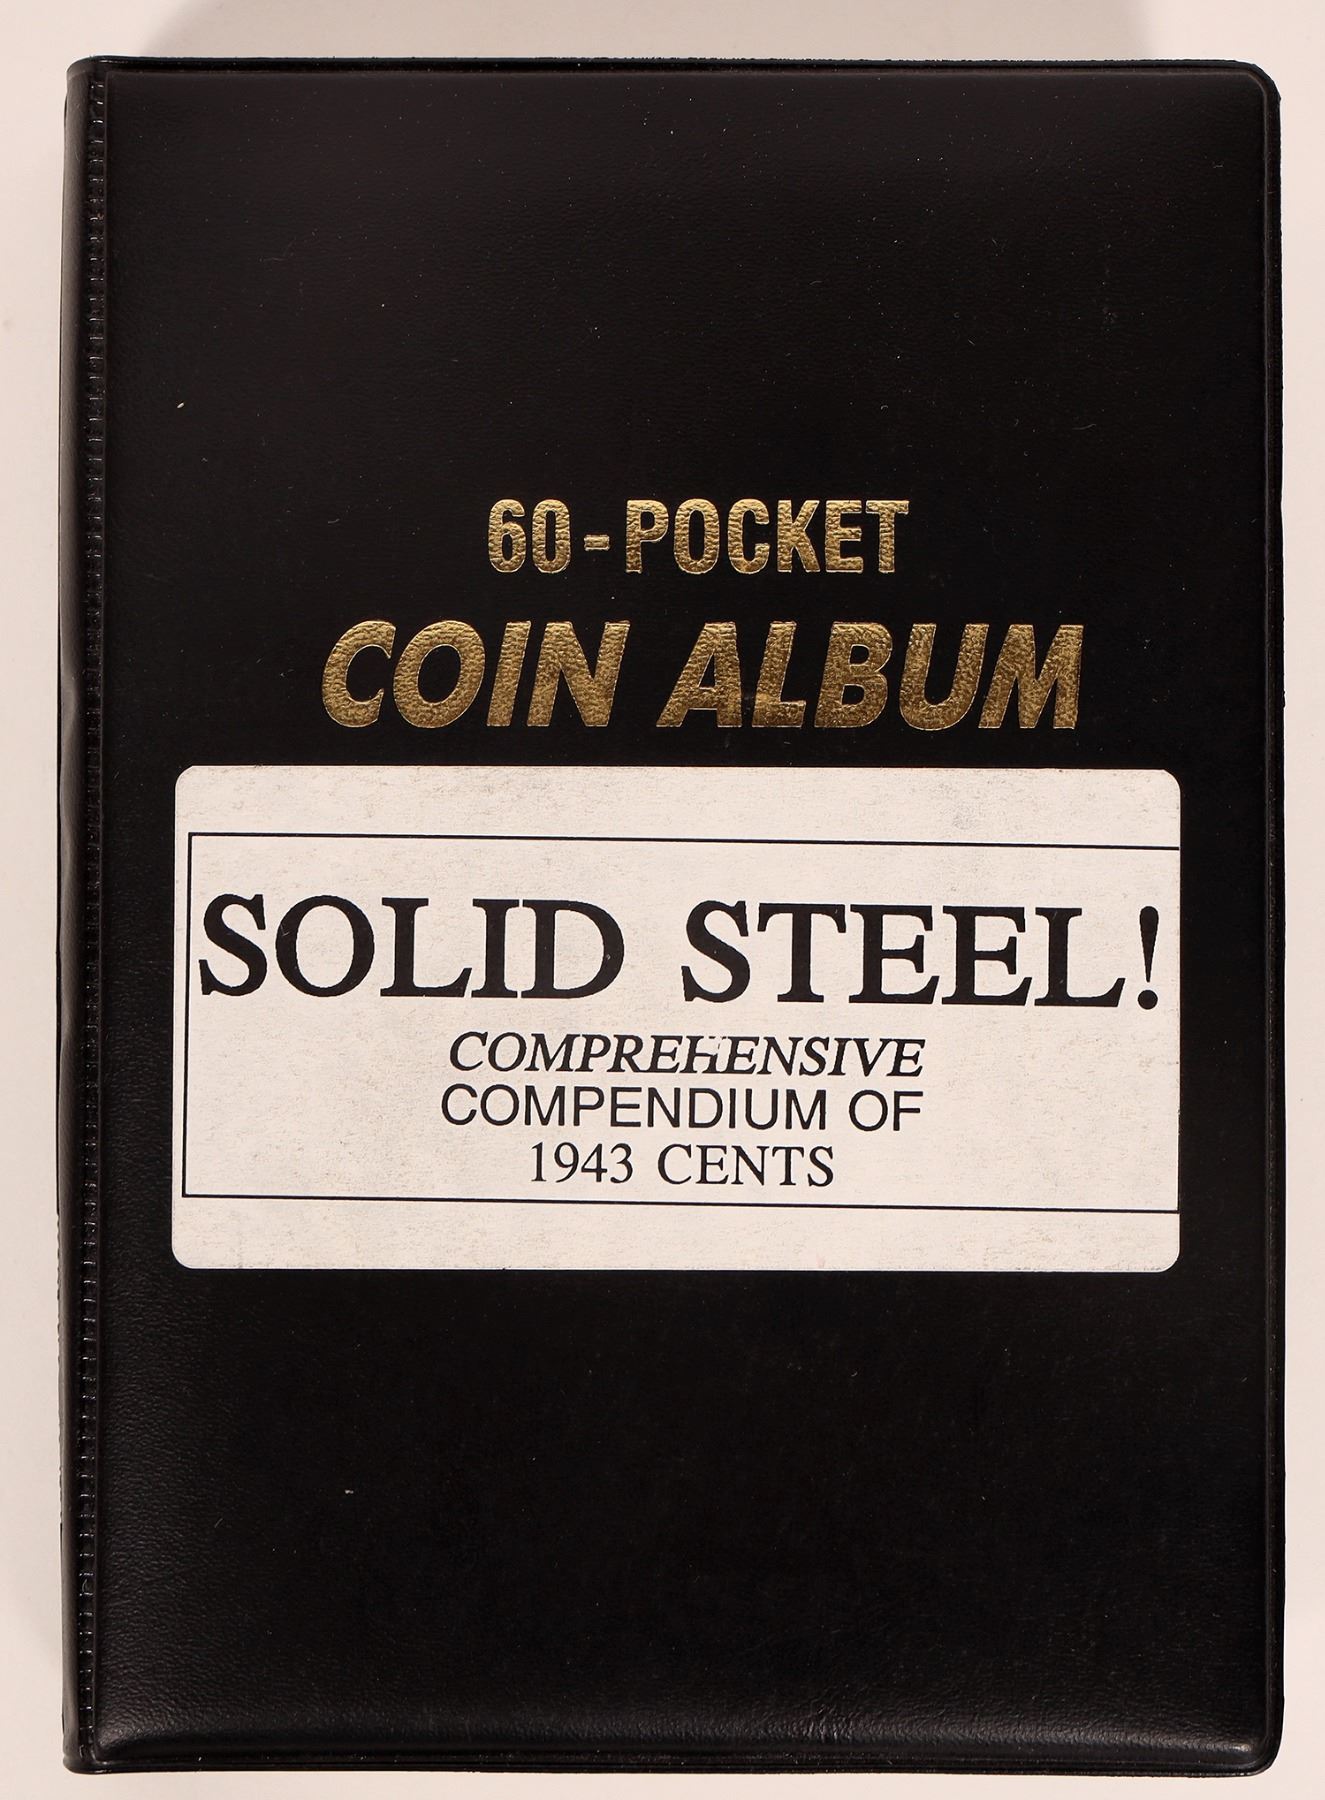 60-POCKET
COIN ALBUM
SOLID STEEL!
COMPREHENSIVE
COMPENDIUM OF
1943 CENTS